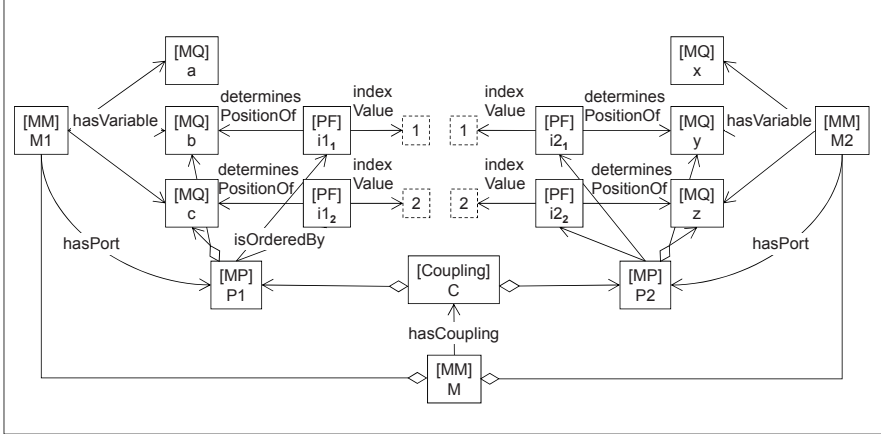 [MQ]
a
[MQ]
x
[MM]
M1
hasVariable
[MQ]
b
determines
PositionOf
[PF]
i1₁
index
Value
1
1
index
Value
[PF]
i2₁
determines
PositionOf
[MQ]
y
hasVariable
[MM]
M2
[MQ]
c
determines
PositionOf
[PF]
i1₂
index
Value
2
2
index
Value
[PF]
i2₂
determines
PositionOf
[MQ]
z
hasPort
isOrderedBy
hasPort
[MP]
P1
[Coupling]
C
[MP]
P2
hasCoupling
[MM]
M